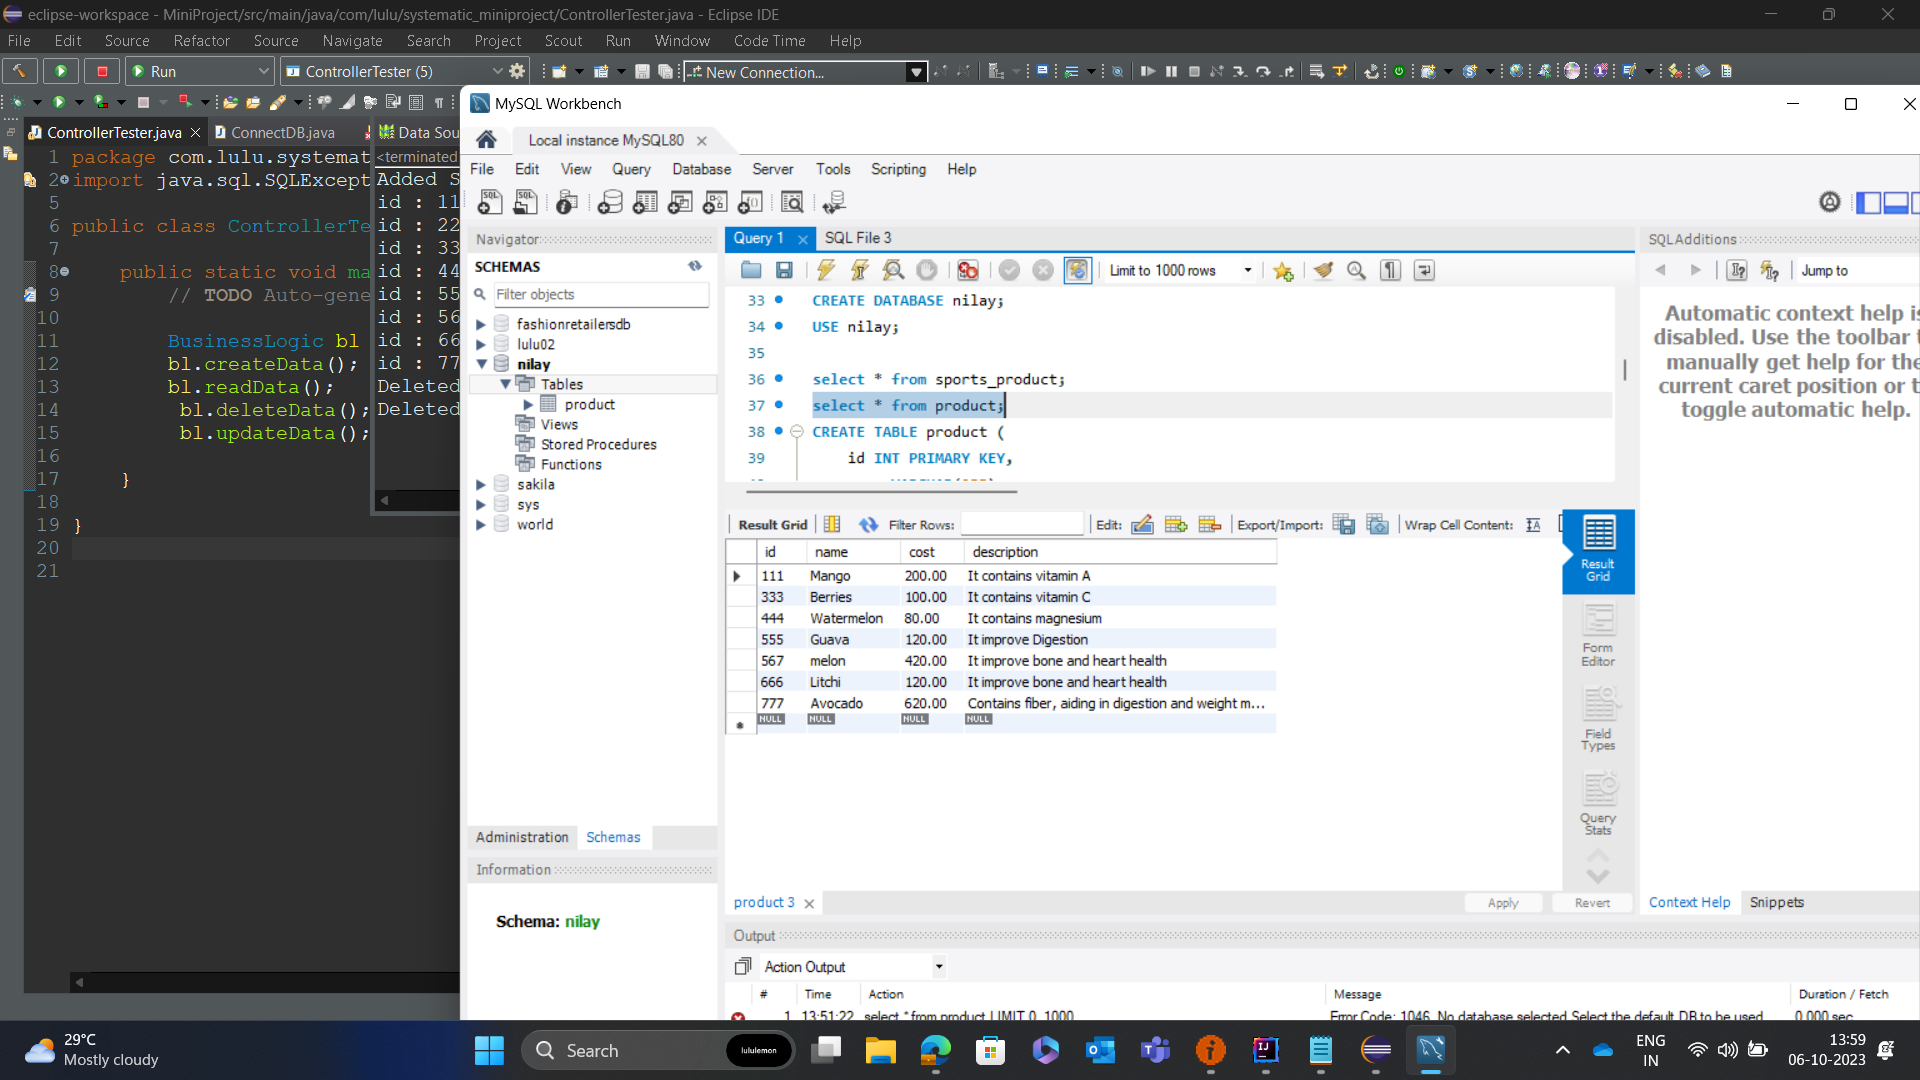 eclipse-workspace - MiniProject/src/main/java/com/lulu/systematic_miniproject/ControllerTester.java - Eclipse IDE
File Edit Source Refactor Source Navigate Search Project Scout Run Window Code Time Help
Run ControllerTester (5) New Connection...
ControllerTester.java ConnectDB.java Data Sou
<terminated
1 package com.lulu.systemat
2 import java.sql.SQLExcept
5
6 public class ControllerTe
7
8 public static void ma
9 // TODO Auto-gene
10
11 BusinessLogic bl
12 bl.createData();
13 bl.readData();
14 bl.deleteData();
15 bl.updateData();
16
17 }
18
19 }
20
21
Added S
id : 11
id : 22
id : 33
id : 44
id : 55
id : 56
id : 66
id : 77
Deleted
Deleted
MySQL Workbench
Local instance MySQL80
File Edit View Query Database Server Tools Scripting Help
Navigator
SCHEMAS
Filter objects
fashionretailersdb
lulu02
nilay
Tables
product
Views
Stored Procedures
Functions
sakila
sys
world
Administration Schemas
Information
Schema: nilay
Query 1 SQL File 3
Limit to 1000 rows
33 CREATE DATABASE nilay;
34 USE nilay;
35
36 select * from sports_product;
37 select * from product;
38 CREATE TABLE product (
39 id INT PRIMARY KEY,
Result Grid Filter Rows: Edit: Export/Import: Wrap Cell Content:
id name cost description
111 Mango 200.00 It contains vitamin A
333 Berries 100.00 It contains vitamin C
444 Watermelon 80.00 It contains magnesium
555 Guava 120.00 It improve Digestion
567 melon 420.00 It improve bone and heart health
666 Litchi 120.00 It improve bone and heart health
777 Avocado 620.00 Contains fiber, aiding in digestion and weight m...
NULL NULL NULL NULL
Result Grid
Form Editor
Field Types
Query Stats
product 3 Apply Revert
Output
Action Output
# Time Action Message Duration / Fetch
1 13:51:22 select * from product LIMIT 0, 1000 Error Code: 1046. No database selected Select the default DB to be used 0.000 sec
SQLAdditions
Jump to
Automatic context help is
disabled. Use the toolbar t
manually get help for the
current caret position or t
toggle automatic help.
Context Help Snippets
29°C
Mostly cloudy
Search
lululemon
ENG
IN
13:59
06-10-2023